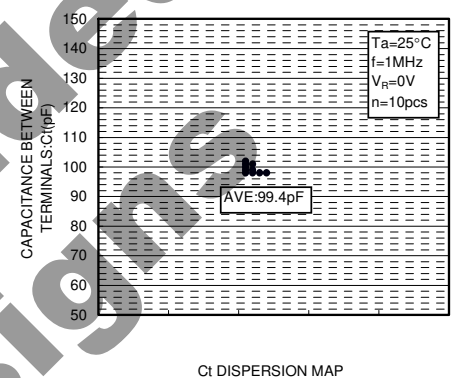 150
140
130
120
110
100
90
80
70
60
50
CAPACITANCE BETWEEN
TERMINALS:Ct(pF)
Ta=25°C
f=1MHz
VR=0V
n=10pcs
AVE:99.4pF
Ct DISPERSION MAP